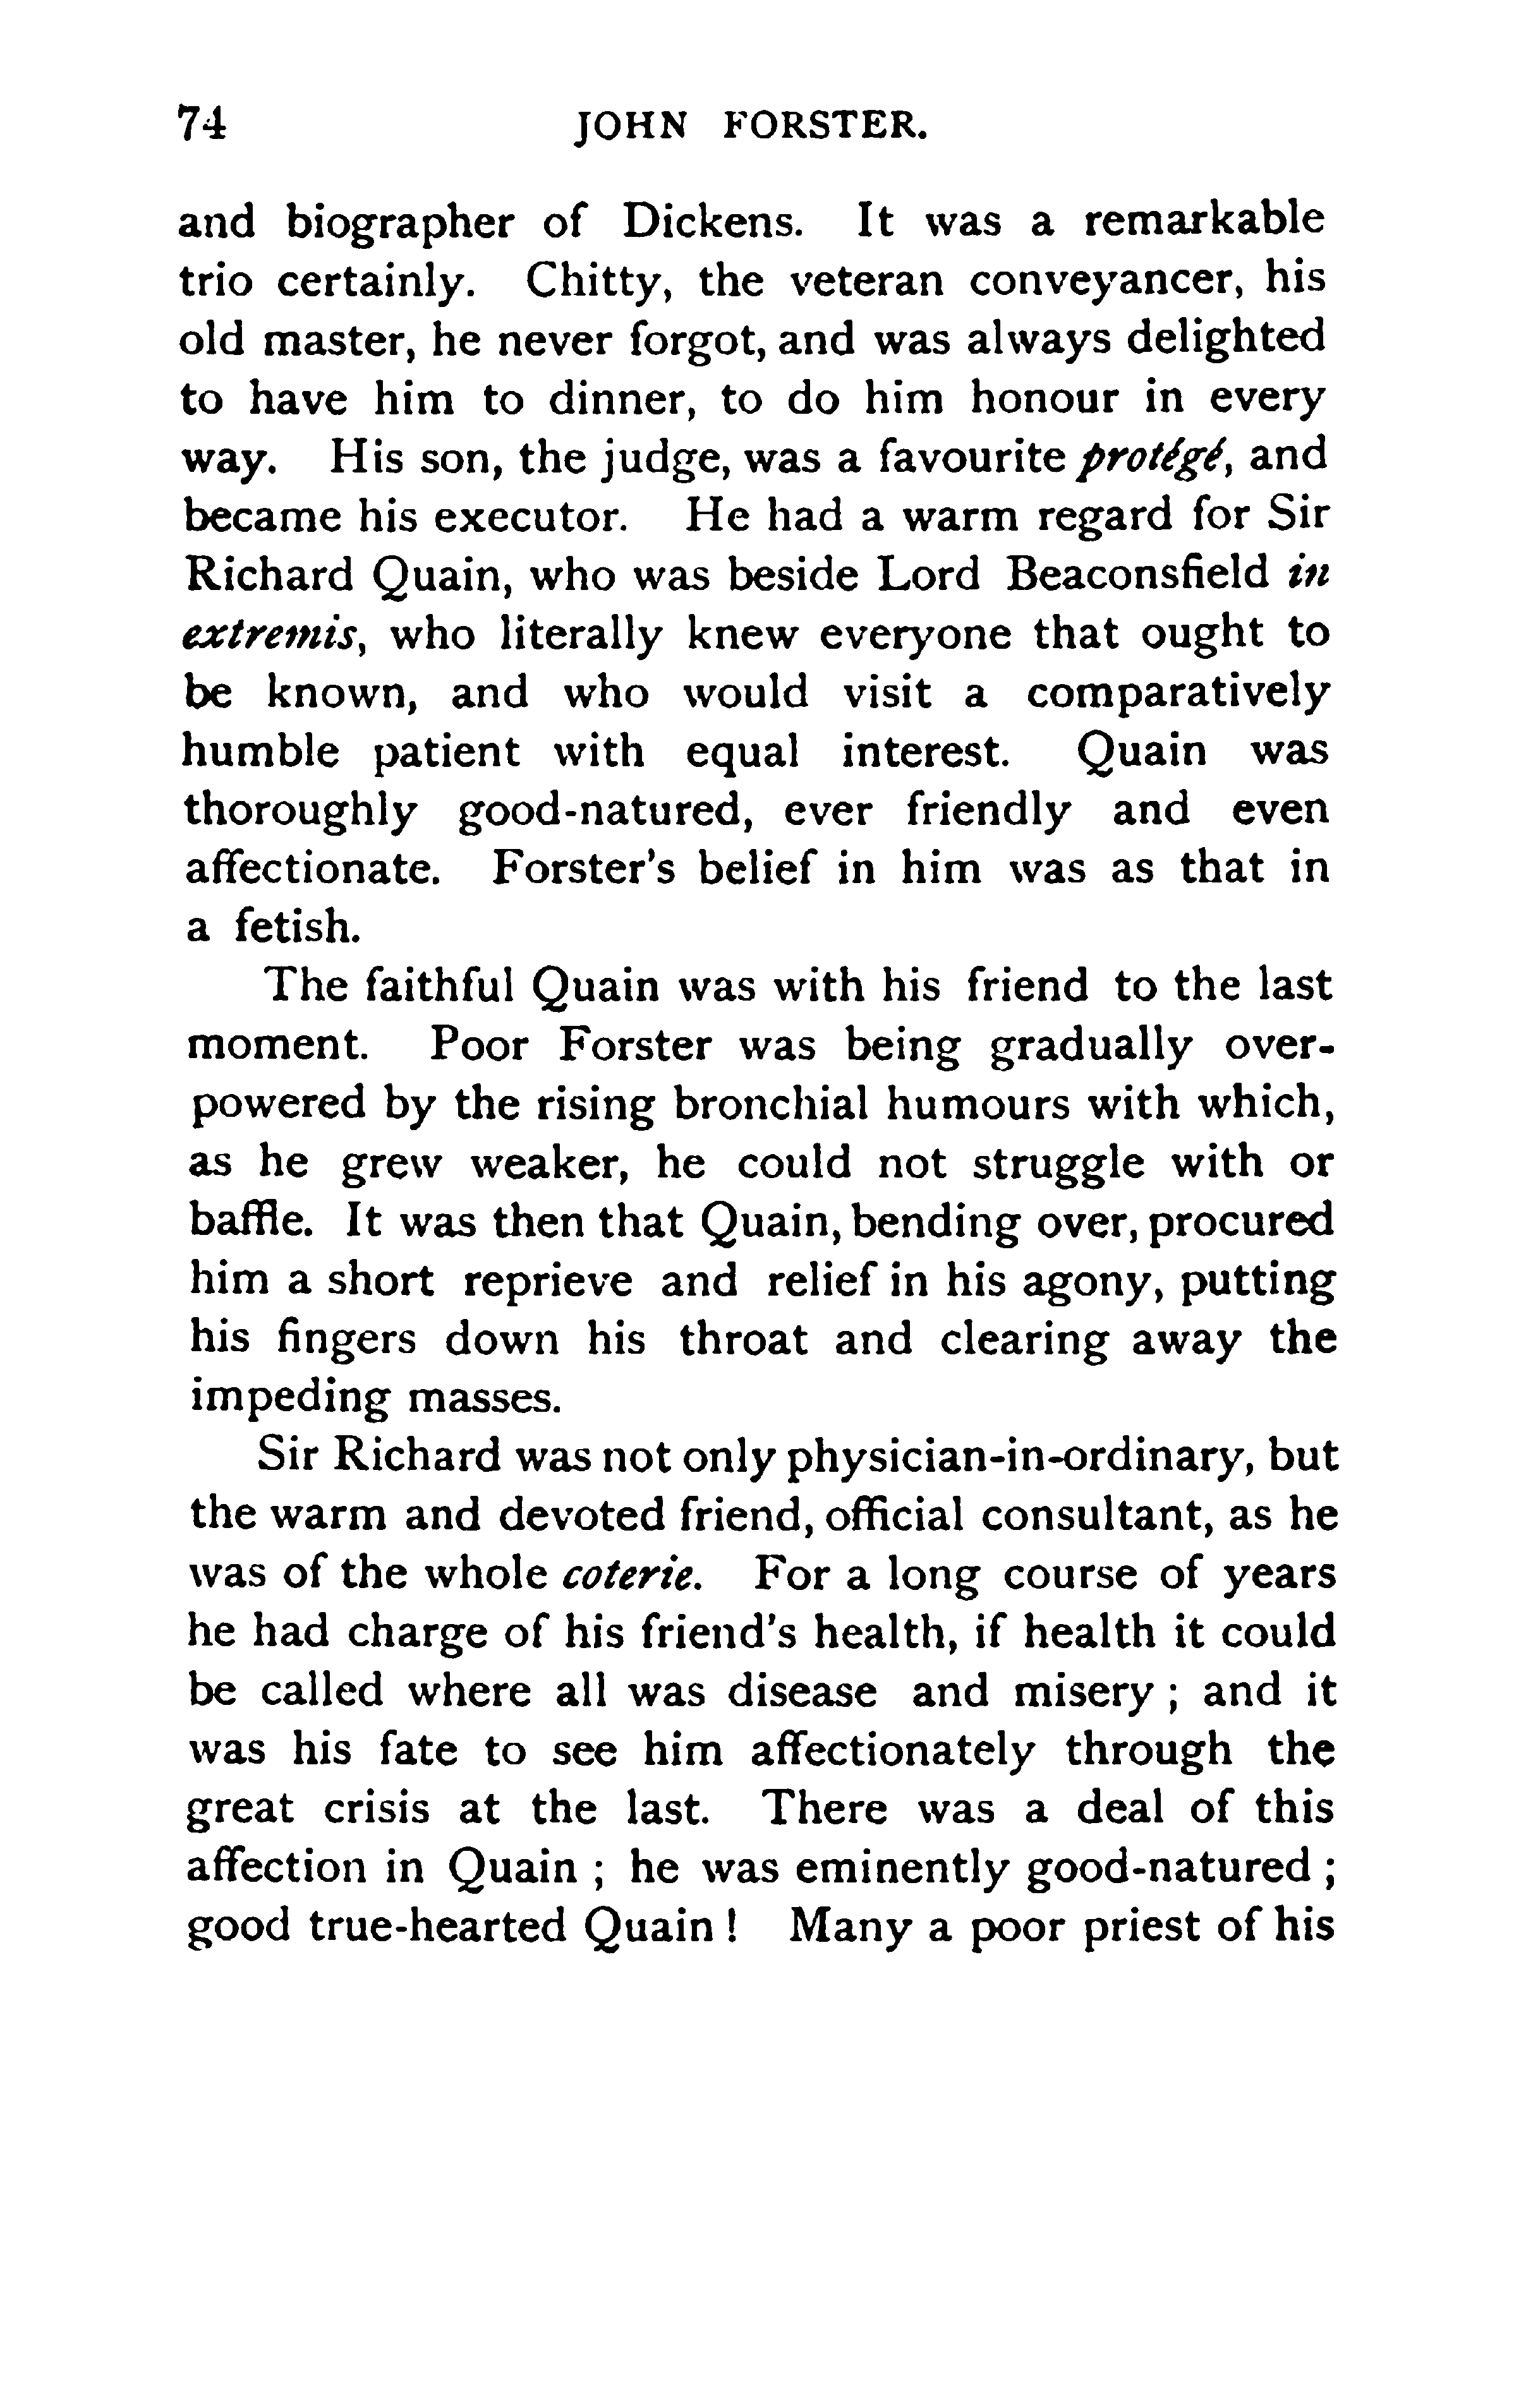 74 JOHN FORSTER.
and biographer of Dickens. It was a remarkable
trio certainly. Chitty, the veteran conveyancer, his
old master, he never forgot, and was always delighted
to have him to dinner, to do him honour in every
way. His son, the judge, was a favourite protégé, and
became his executor. He had a warm regard for Sir
Richard Quain, who was beside Lord Beaconsfield in
extremis, who literally knew everyone that ought to
be known, and who would visit a comparatively
humble patient with equal interest. Quain was
thoroughly good-natured, ever friendly and even
affectionate. Forster's belief in him was as that in
a fetish.
The faithful Quain was with his friend to the last
moment. Poor Forster was being gradually over-
powered by the rising bronchial humours with which,
as he grew weaker, he could not struggle with or
baffle. It was then that Quain, bending over, procured
him a short reprieve and relief in his agony, putting
his fingers down his throat and clearing away the
impeding masses.
Sir Richard was not only physician-in-ordinary, but
the warm and devoted friend, official consultant, as he
was of the whole coterie. For a long course of years
he had charge of his friend's health, if health it could
be called where all was disease and misery ; and it
was his fate to see him affectionately through the
great crisis at the last. There was a deal of this
affection in Quain ; he was eminently good-natured ;
good true-hearted Quain ! Many a poor priest of his